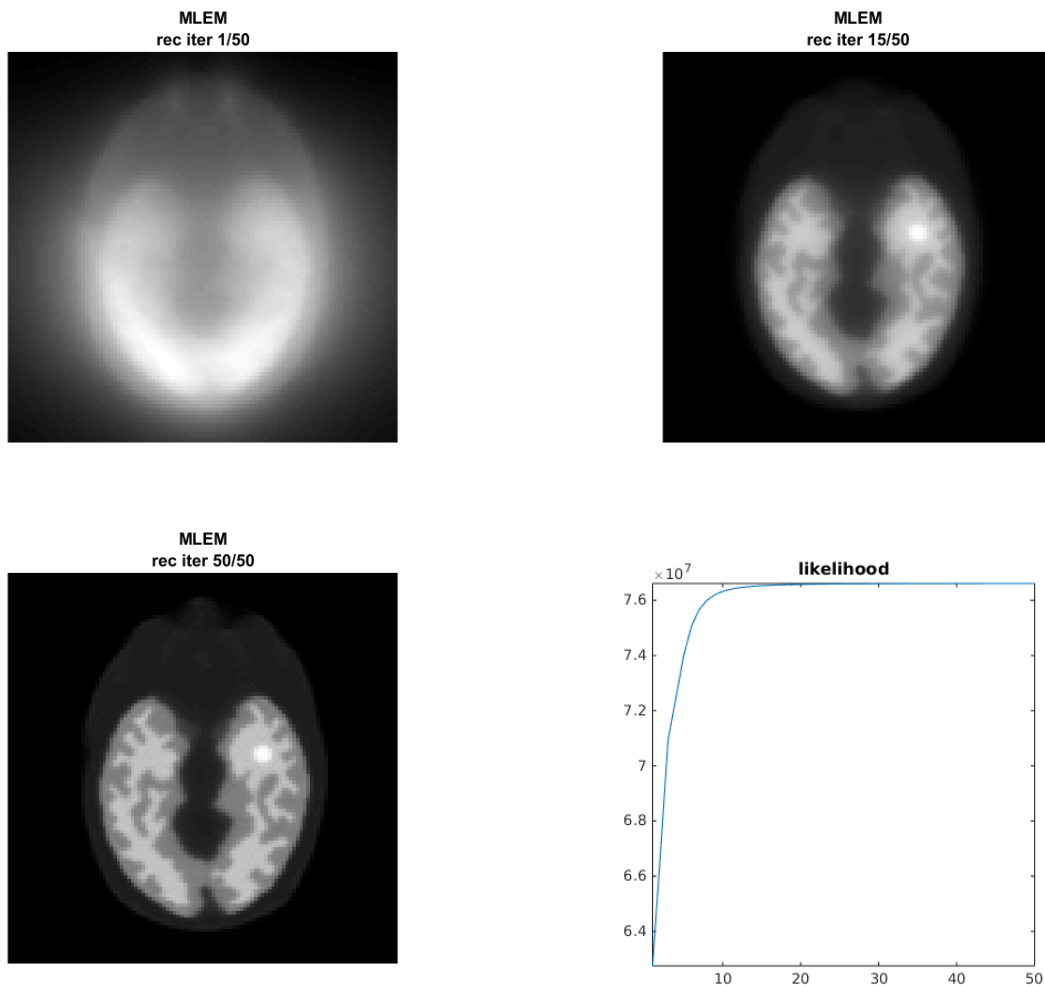 MLEM
rec iter 1/50
MLEM
rec iter 15/50
MLEM
rec iter 50/50
likelihood
×10⁷
7.6
7.4
7.2
7
6.8
6.6
6.4
10
20
30
40
50